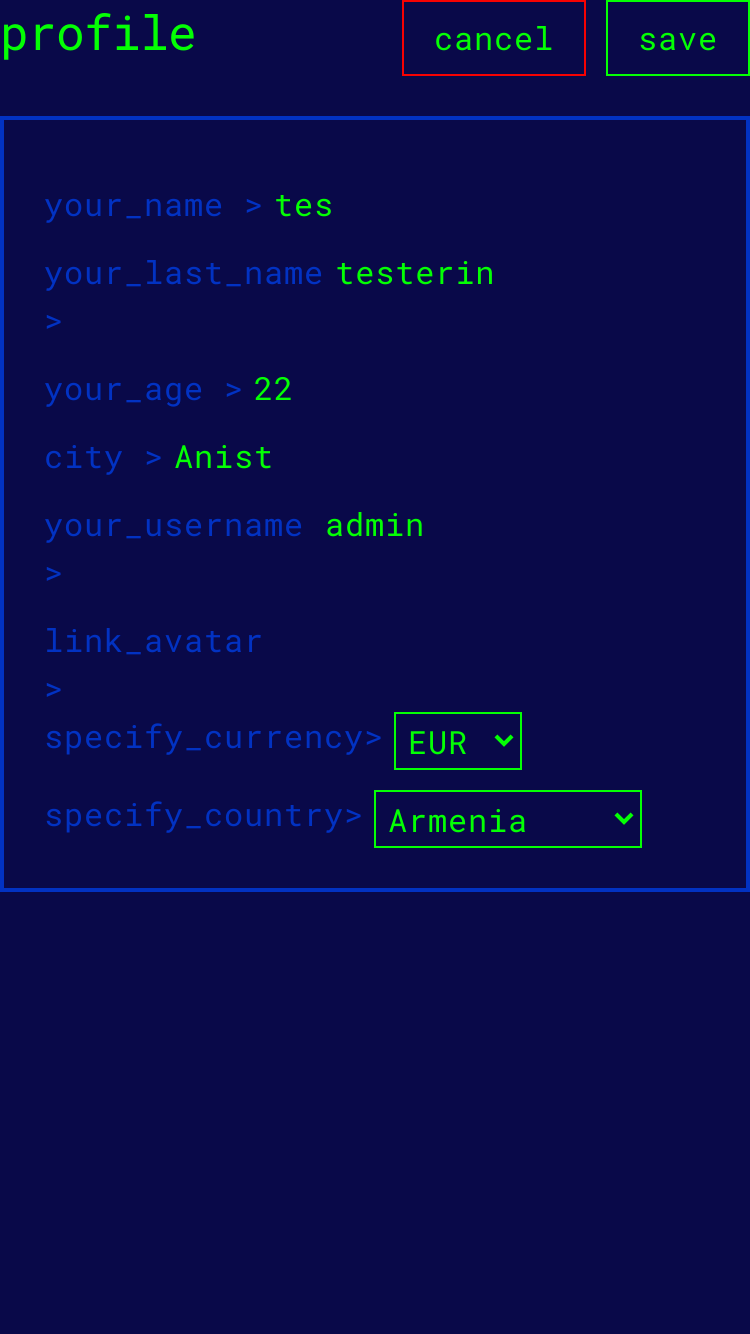 profile cancel save
your_name > tes
your_last_name testerin
>
your_age > 22
city > Anist
your_username admin
>
link_avatar
>
specify_currency> EUR
specify_country> Armenia